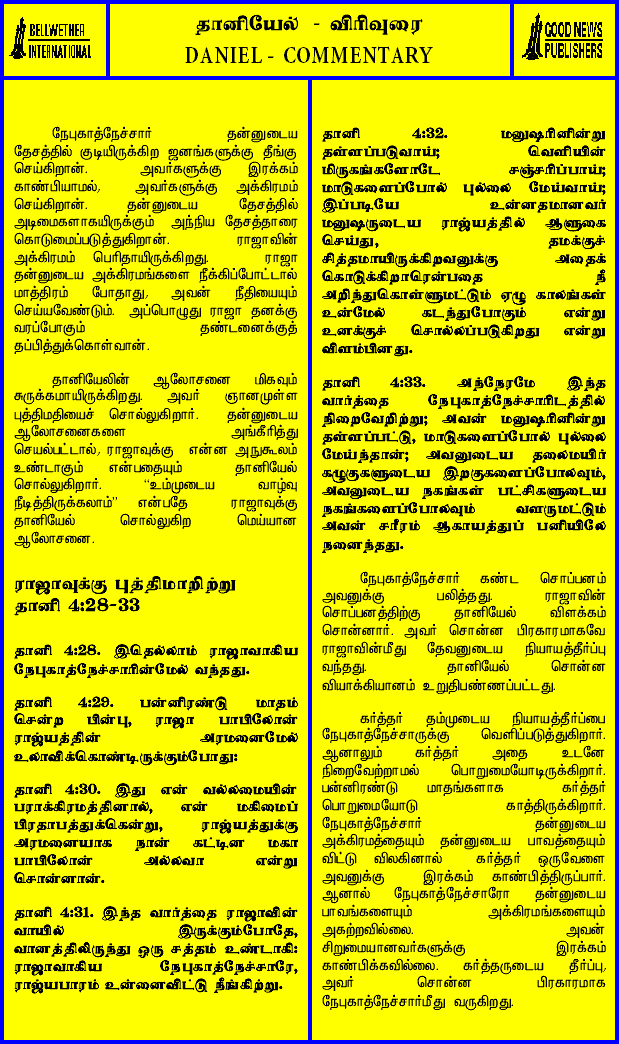 BELLWETHER
INTERNATIONAL
தானியேல் - விரிவுரை
DANIEL - COMMENTARY
GOOD NEWS
PUBLISHERS
நேபுகாத்நேச்சார் தன்னுடைய
தேசத்தில் குடியிருக்கிற ஜனங்களுக்கு தீங்கு
செய்கிறான். அவர்களுக்கு இரக்கம்
காண்பியாமல், அவர்களுக்கு அக்கிரமம்
செய்கிறான். தன்னுடைய தேசத்தில்
அடிமைகளாகயிருக்கும் அந்நிய தேசத்தாரை
கொடுமைப்படுத்துகிறான். ராஜாவின்
அக்கிரமம் பெரிதாயிருக்கிறது. ராஜா
தன்னுடைய அக்கிரமங்களை நீக்கிப்போட்டால்
மாத்திரம் போதாது, அவன் நீதியையும்
செய்யவேண்டும். அப்பொழுது ராஜா தனக்கு
வரப்போகும் தண்டனைக்குத்
தப்பித்துக்கொள்வான்.
தானியேலின் ஆலோசனை மிகவும்
சுருக்கமாயிருக்கிறது. அவர் ஞானமுள்ள
புத்திமதியைச் சொல்லுகிறார். தன்னுடைய
ஆலோசனைகளை அங்கீரித்து
செயல்பட்டால், ராஜாவுக்கு என்ன அநுகூலம்
உண்டாகும் என்பதையும் தானியேல்
சொல்லுகிறார். “உம்முடைய வாழ்வு
நீடித்திருக்கலாம்” என்பதே ராஜாவுக்கு
தானியேல் சொல்லுகிற மெய்யான
ஆலோசனை.
ராஜாவுக்கு புத்திமாறிற்று
தானி 4:28-33
தானி 4:28. இதெல்லாம் ராஜாவாகிய
நேபுகாத்நேச்சாரின்மேல் வந்தது.
தானி 4:29. பன்னிரண்டு மாதம்
சென்ற பின்பு, ராஜா பாபிலோன்
ராஜ்யத்தின் அரமனைமேல்
உலாவிக்கொண்டிருக்கும்போது:
தானி 4:30. இது என் வல்லமையின்
பராக்கிரமத்தினால், என் மகிமைப்
பிரதாபத்துக்கென்று, ராஜ்யத்துக்கு
அரமனையாக நான் கட்டின மகா
பாபிலோன் அல்லவா என்று
சொன்னான்.
தானி 4:31. இந்த வார்த்தை ராஜாவின்
வாயில் இருக்கும்போதே,
வானத்திலிருந்து ஒரு சத்தம் உண்டாகி:
ராஜாவாகிய நேபுகாத்நேச்சாரே,
ராஜ்யபாரம் உன்னைவிட்டு நீங்கிற்று.
தானி 4:32. மனுஷரினின்று
தள்ளப்படுவாய்; வெளியின்
மிருகங்களோடே சஞ்சரிப்பாய்;
மாடுகளைப்போல் புல்லை மேய்வாய்;
இப்படியே உன்னதமானவர்
மனுஷருடைய ராஜ்யத்தில் ஆளுகை
செய்து, தமக்குச்
சித்தமாயிருக்கிறவனுக்கு அதைக்
கொடுக்கிறாரென்பதை நீ
அறிந்துகொள்ளுமட்டும் ஏழு காலங்கள்
உன்மேல் கடந்துபோகும் என்று
உனக்குச் சொல்லப்படுகிறது என்று
விளம்பினது.
தானி 4:33. அந்நேரமே இந்த
வார்த்தை நேபுகாத்நேச்சாரிடத்தில்
நிறைவேறிற்று; அவன் மனுஷரினின்று
தள்ளப்பட்டு, மாடுகளைப்போல் புல்லை
மேய்ந்தான்; அவனுடைய தலைமயிர்
கழுகுகளுடைய இறகுகளைப்போலவும்,
அவனுடைய நகங்கள் பட்சிகளுடைய
நகங்களைப்போலவும் வளருமட்டும்
அவன் சரீரம் ஆகாயத்துப் பனியிலே
நனைந்தது.
நேபுகாத்நேச்சார் கண்ட சொப்பனம்
அவனுக்கு பலித்தது. ராஜாவின்
சொப்பனத்திற்கு தானியேல் விளக்கம்
சொன்னார். அவர் சொன்ன பிரகாரமாகவே
ராஜாவின்மீது தேவனுடைய நியாயத்தீர்ப்பு
வந்தது. தானியேல் சொன்ன
வியாக்கியானம் உறுதிபண்ணப்பட்டது.
கர்த்தர் தம்முடைய நியாயத்தீர்ப்பை
நேபுகாத்நேச்சாருக்கு வெளிப்படுத்துகிறார்.
ஆனாலும் கர்த்தர் அதை உடனே
நிறைவேற்றாமல் பொறுமையோடிருக்கிறார்.
பன்னிரண்டு மாதங்களாக கர்த்தர்
பொறுமையோடு காத்திருக்கிறார்.
நேபுகாத்நேச்சார் தன்னுடைய
அக்கிரமத்தையும் தன்னுடைய பாவத்தையும்
விட்டு விலகினால் கர்த்தர் ஒருவேளை
அவனுக்கு இரக்கம் காண்பித்திருப்பார்.
ஆனால் நேபுகாத்நேச்சாரோ தன்னுடைய
பாவங்களையும் அக்கிரமங்களையும்
அகற்றவில்லை. அவன்
சிறுமையானவர்களுக்கு இரக்கம்
காண்பிக்கவில்லை. கர்த்தருடைய தீர்ப்பு,
அவர் சொன்ன பிரகாரமாக
நேபுகாத்நேச்சார்மீது வருகிறது.